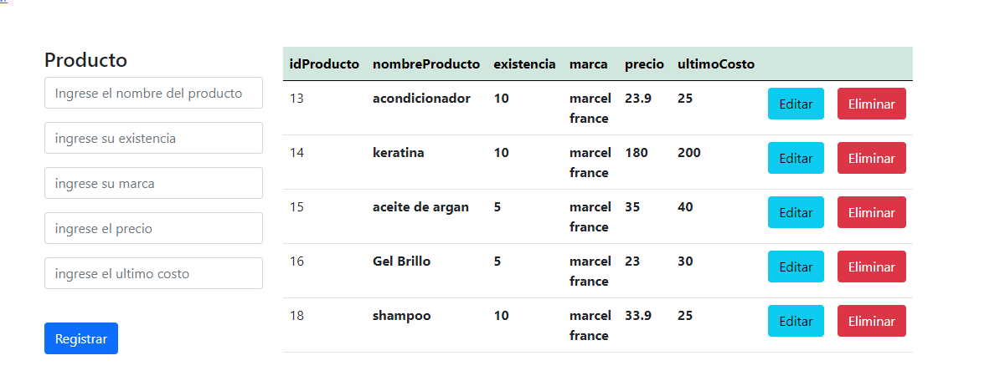 Producto
Ingrese el nombre del producto
ingrese su existencia
ingrese su marca
ingrese el precio
ingrese el ultimo costo
Registrar
idProducto nombreProducto existencia marca precio ultimoCosto
13 acondicionador 10 marcel 23.9 25 Editar Eliminar
france
14 keratina 10 marcel 180 200 Editar Eliminar
france
15 aceite de argan 5 marcel 35 40 Editar Eliminar
france
16 Gel Brillo 5 marcel 23 30 Editar Eliminar
france
18 shampoo 10 marcel 33.9 25 Editar Eliminar
france